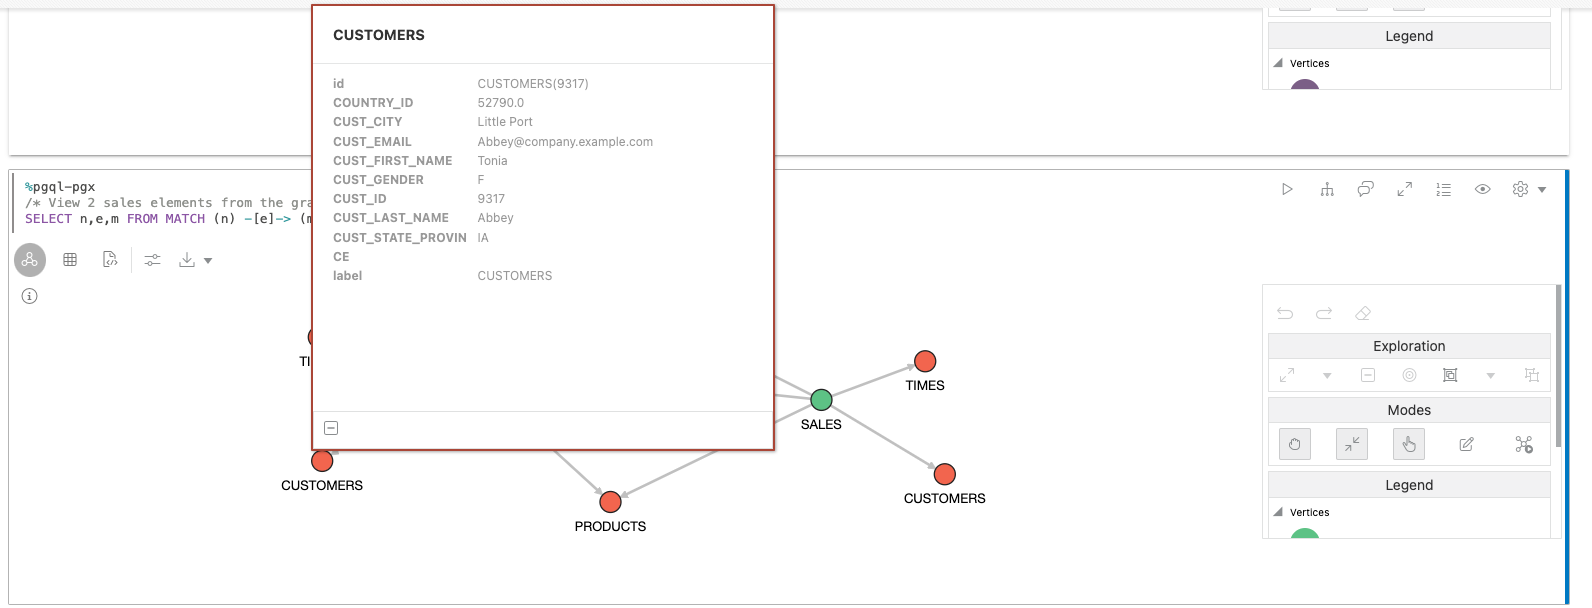 CUSTOMERS
id CUSTOMERS(9317)
COUNTRY_ID 52790.0
CUST_CITY Little Port
CUST_EMAIL Abbey@company.example.com
CUST_FIRST_NAME Tonia
CUST_GENDER F
CUST_ID 9317
CUST_LAST_NAME Abbey
CUST_STATE_PROVIN IA
CE
label CUSTOMERS
Legend
Vertices
%pgql-pgx
/* View 2 sales elements from the gra
SELECT n,e,m FROM MATCH (n) -[e]-> (m
TI
TIMES
SALES
CUSTOMERS
CUSTOMERS
PRODUCTS
Exploration
Modes
Legend
Vertices